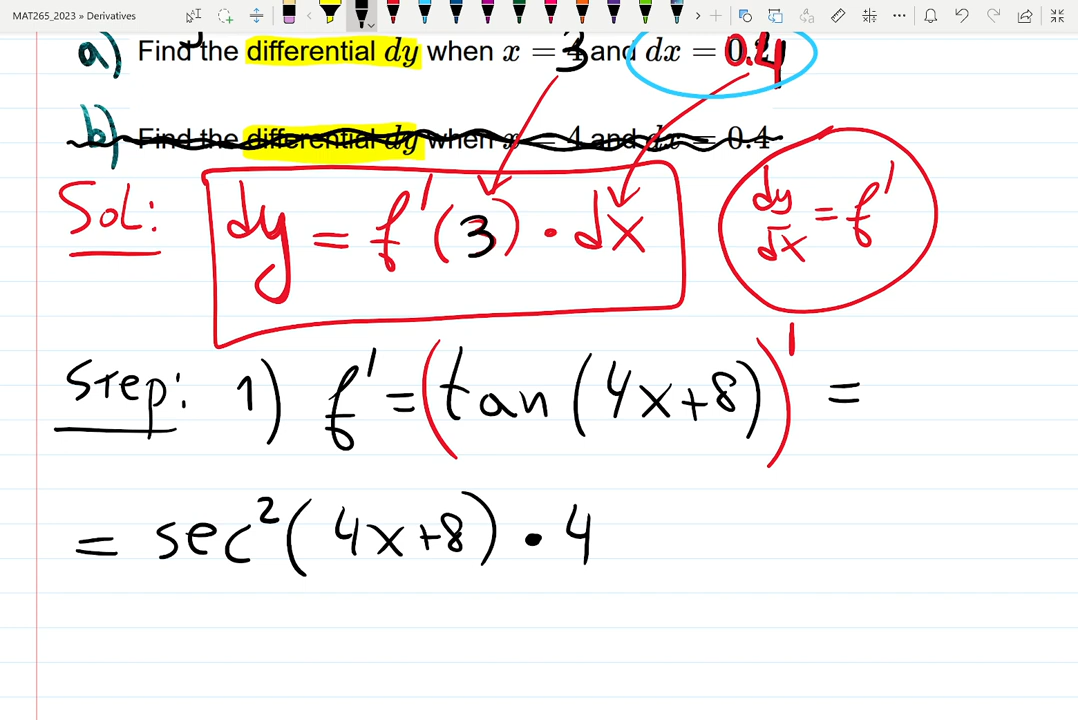 MAT265_2023 » Derivatives
a) Find the differential dy when x = 3 and dx = 0.4
b) Find the differential dy when x = 4 and dx = 0.4
Sol: dy = f'(3) · dx
dy/dx = f'
Step: 1) f' = (tan(4x+8))' =
= sec²(4x+8) · 4